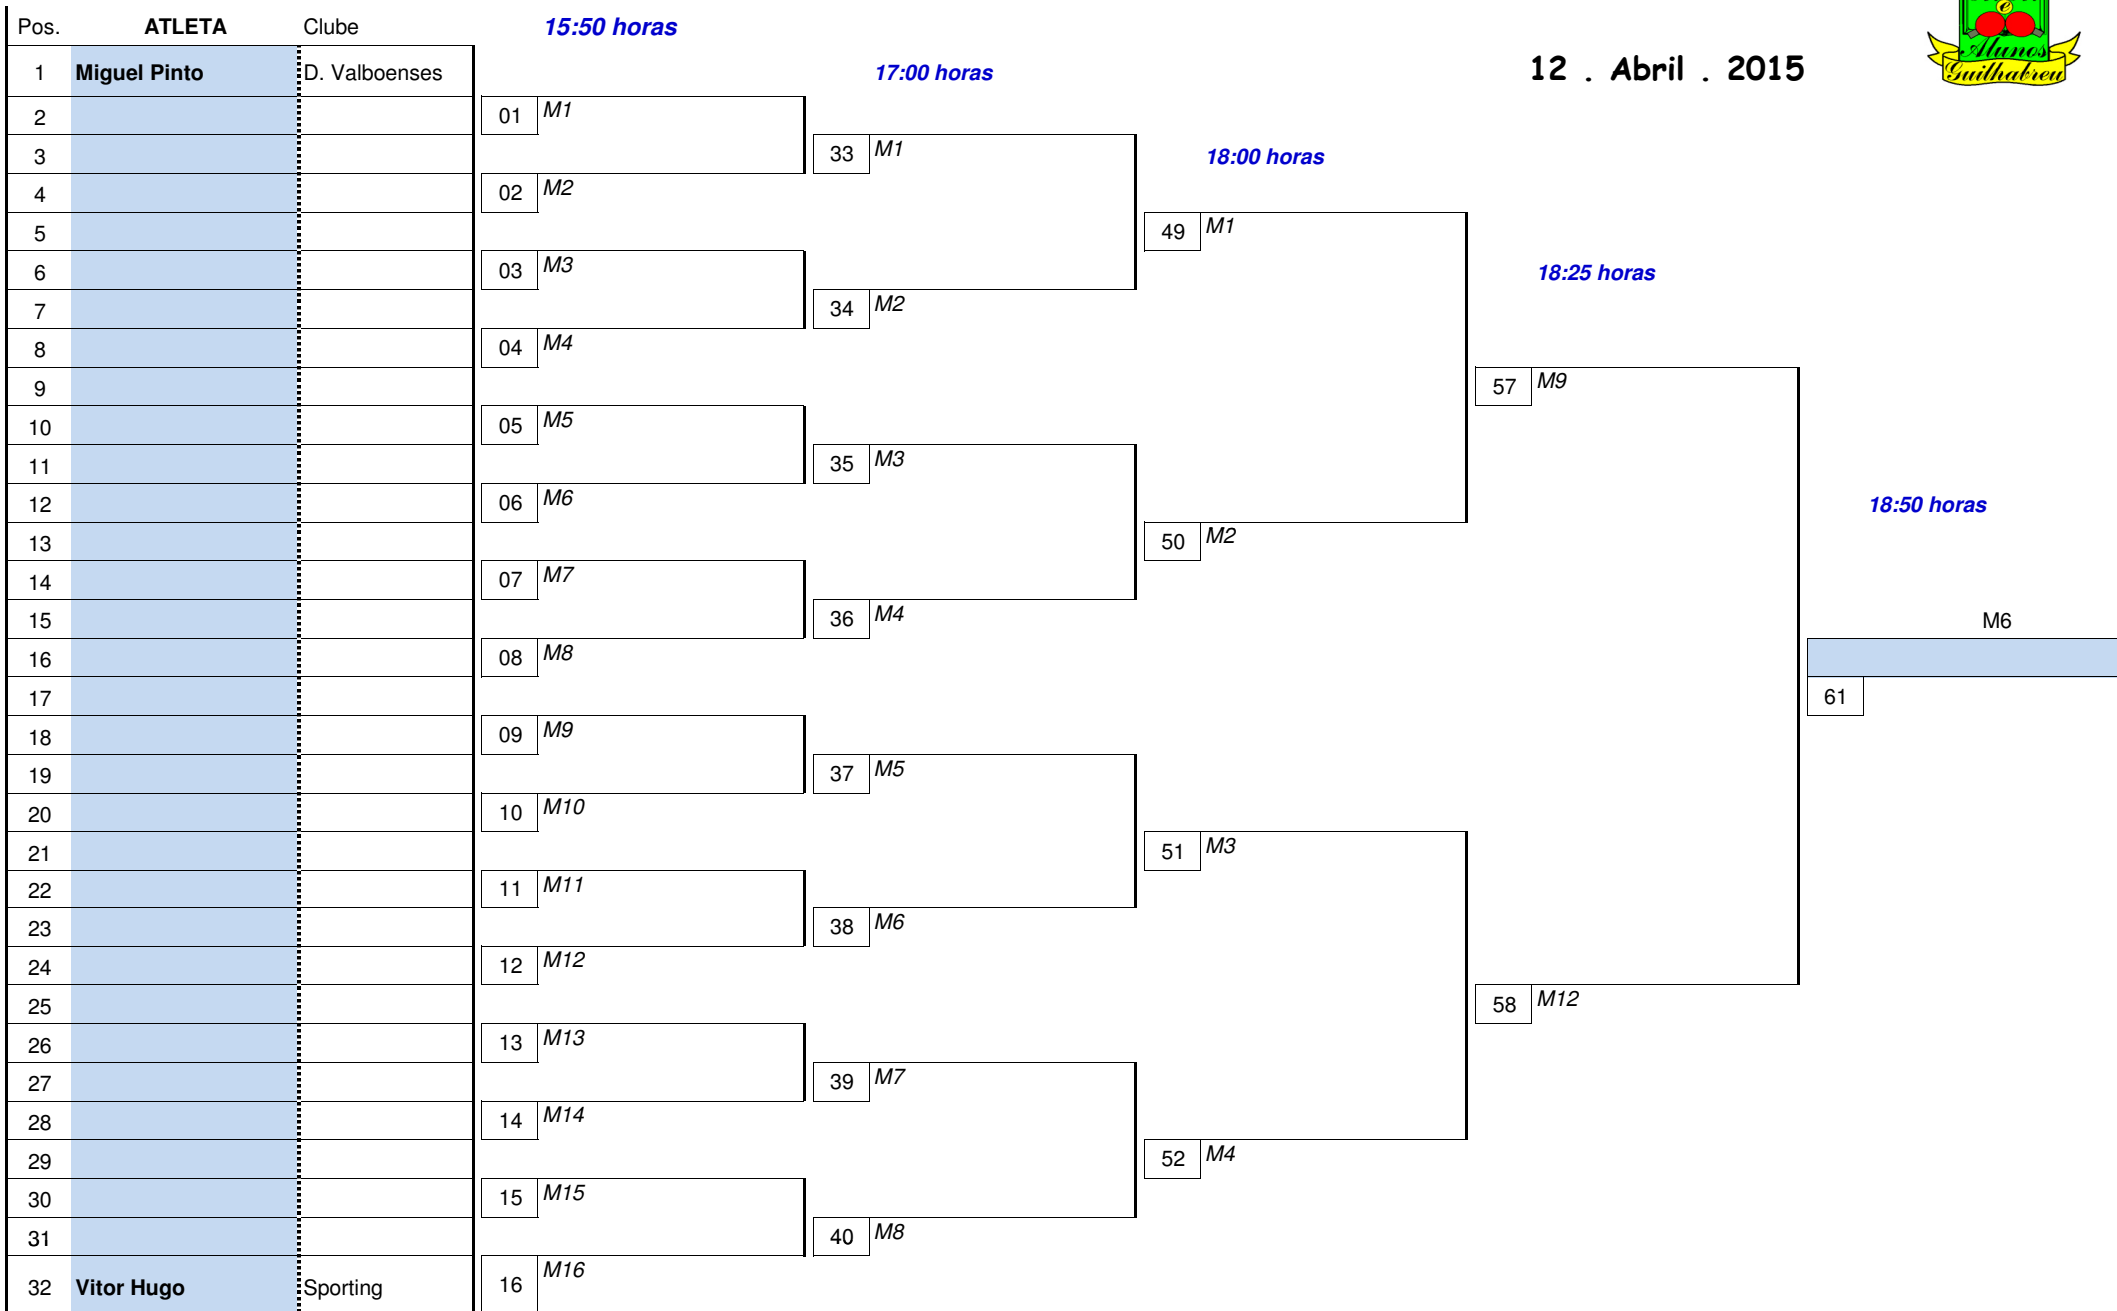 Pos. ATLETA Clube 15:50 horas
e
1 Miguel Pinto D. Valboenses 17:00 horas 12 . Abril . 2015
Alunos
Guilhabreu
2 01 M1
3 33 M1 18:00 horas
4 02 M2
5 49 M1
6 03 M3 18:25 horas
7 34 M2
8 04 M4
9 57 M9
10 05 M5
11 35 M3
12 06 M6 18:50 horas
13 50 M2
14 07 M7
15 36 M4 M6
16 08 M8
17 61
18 09 M9
19 37 M5
20 10 M10
21 51 M3
22 11 M11
23 38 M6
24 12 M12
25 58 M12
26 13 M13
27 39 M7
28 14 M14
29 52 M4
30 15 M15
31 40 M8
32 Vitor Hugo Sporting 16 M16